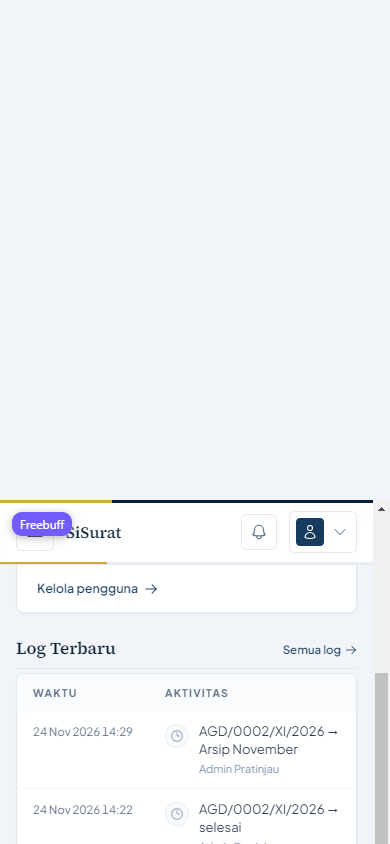 Freebuff
SiSurat
Kelola pengguna →
Log Terbaru
Semua log →
WAKTU AKTIVITAS
24 Nov 2026 14:29
AGD/0002/XI/2026 →
Arsip November
Admin Pratinjau
24 Nov 2026 14:22
AGD/0002/XI/2026 →
selesai